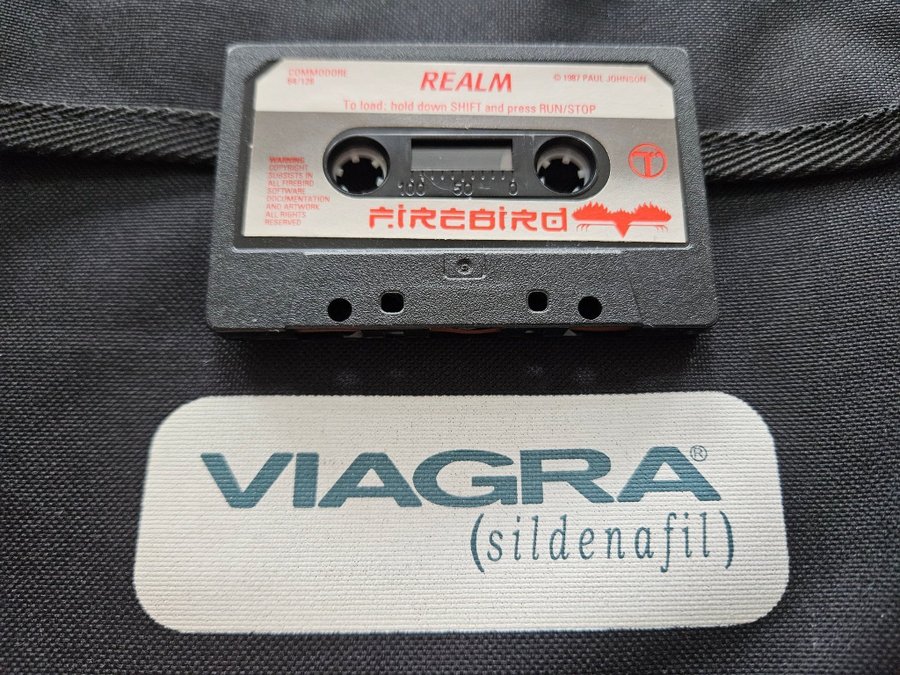 COMMODORE
64/128
REALM
© 1987 PAUL JOHNSON
To load: hold down SHIFT and press RUN/STOP
WARNING
COPYRIGHT
SUBSISTS IN
ALL FIREBIRD
SOFTWARE
DOCUMENTATION
AND ARTWORK
ALL RIGHTS
RESERVED
100 50 0
FIREBIRD
VIAGRA®
(sildenafil)